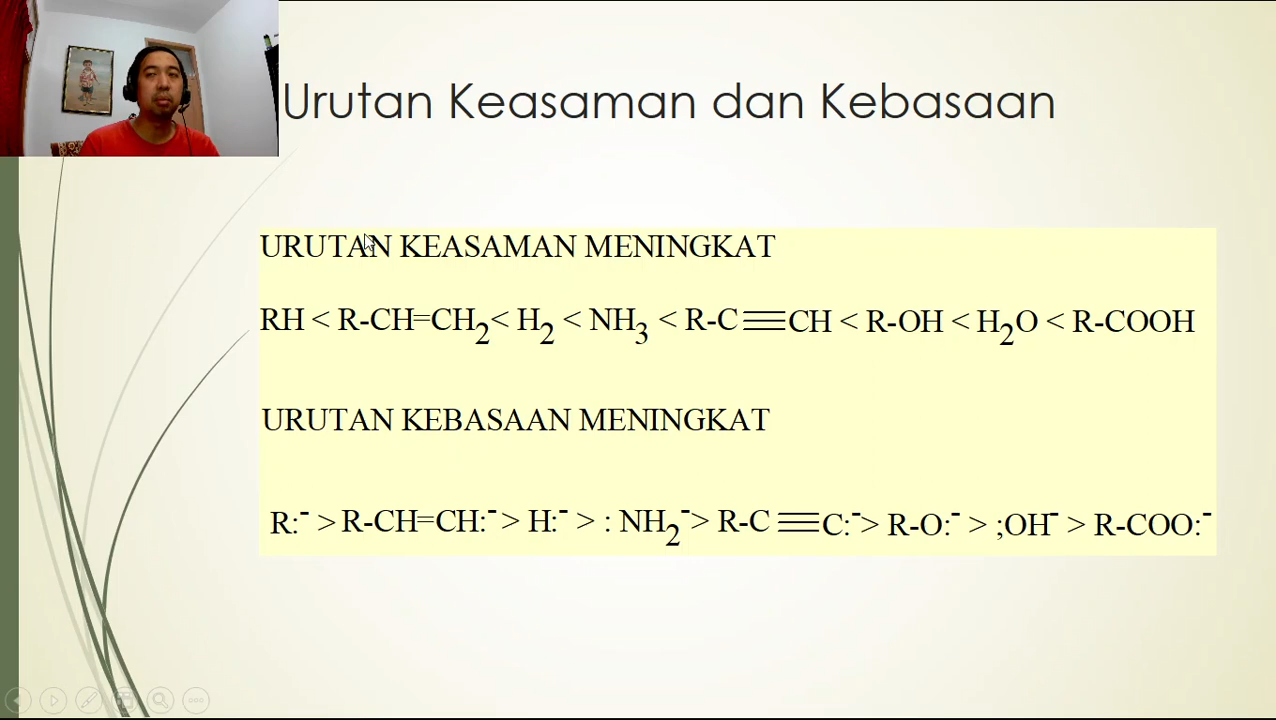 Urutan Keasaman dan Kebasaan
URUTAN KEASAMAN MENINGKAT
RH < R-CH=CH₂< H₂ < NH₃ < R-C≡CH < R-OH < H₂O < R-COOH
URUTAN KEBASAAN MENINGKAT
R:⁻ > R-CH=CH:⁻> H:⁻ > : NH₂⁻> R-C ≡C:⁻> R-O:⁻ > ;OH⁻ > R-COO:⁻